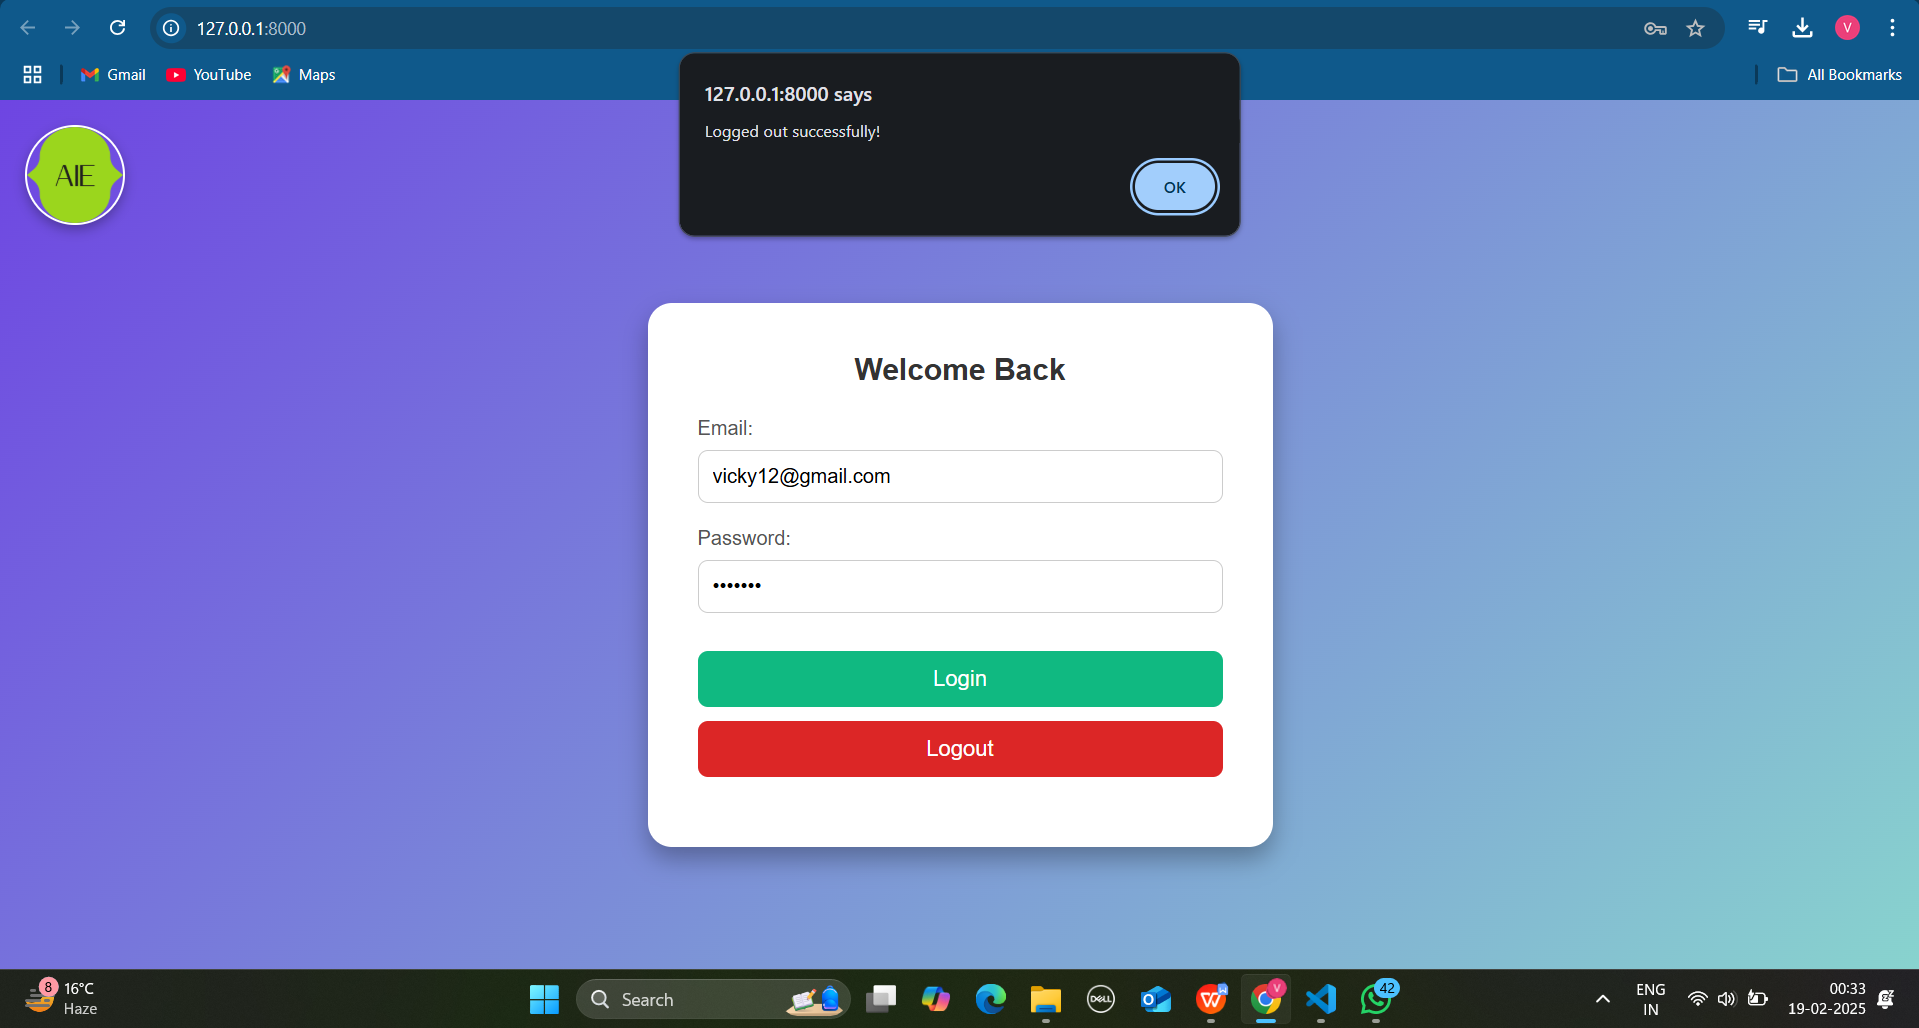 127.0.0.1:8000
V
Gmail
YouTube
Maps
All Bookmarks
127.0.0.1:8000 says
Logged out successfully!
OK
AIE
Welcome Back
Email:
vicky12@gmail.com
Password:
•••••••
Login
Logout
8
16°C
Haze
Search
DELL
V
42
ENG
IN
00:33
19-02-2025